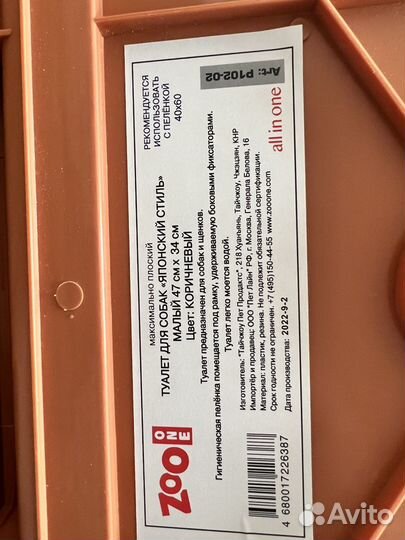 ZOO
ONE
максимально плоский
ТУАЛЕТ ДЛЯ СОБАК «ЯПОНСКИЙ СТИЛЬ»
МАЛЫЙ 47 см х 34 см
Цвет: КОРИЧНЕВЫЙ
РЕКОМЕНДУЕТСЯ
ИСПОЛЬЗОВАТЬ
С ПЕЛЁНКОЙ
40x60
Art: P102-02
all in one
Туалет предназначен для собак и щенков.
Гигиеническая пелёнка помещается под рамку, удерживаемую боковыми фиксаторами.
Туалет легко моется водой.
Изготовитель: "Тайчжоу Пет Продактс", 218 Хуанъянь, Тайчжоу, Чжэцзян, КНР
Импортёр и продавец: ООО "Пет Лайн" РФ, г. Москва, Генерала Белова, 16
Материал: пластик, резина. Не подлежит обязательной сертификации.
Срок годности не ограничен. +7 (495)150-44-55 www.zooone.com
Дата производства: 2022-9-2
4 680017 226387
Avito